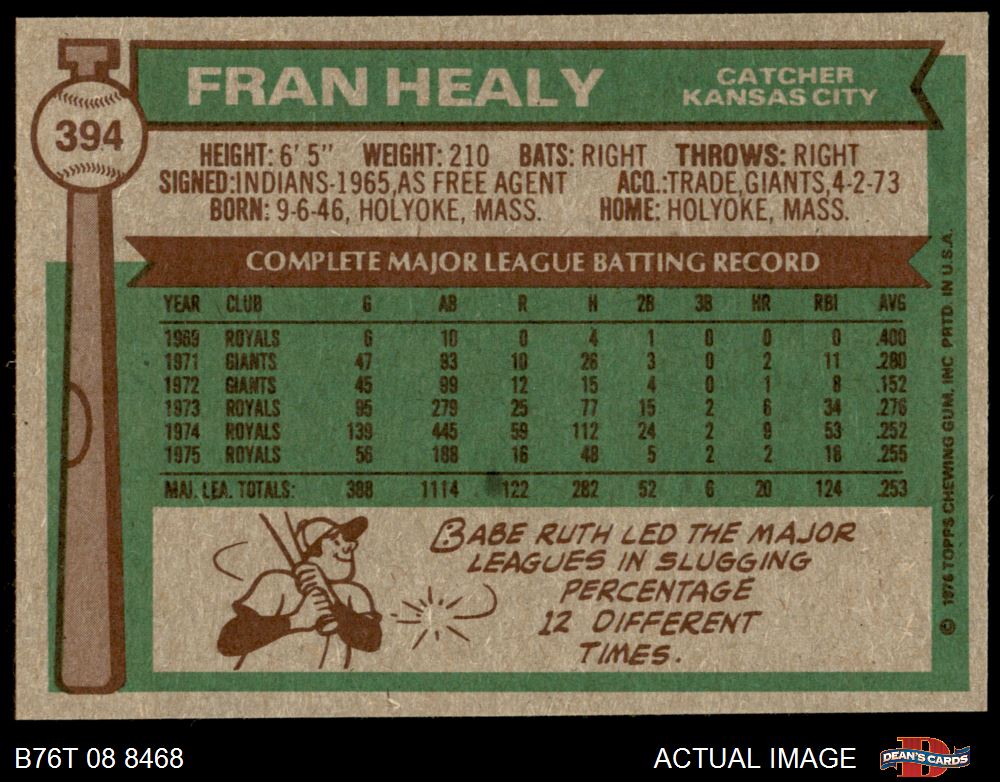 394
FRAN HEALY
CATCHER
KANSAS CITY
HEIGHT: 6' 5" WEIGHT: 210 BATS: RIGHT THROWS: RIGHT
SIGNED:INDIANS-1965,AS FREE AGENT ACQ.:TRADE,GIANTS,4-2-73
BORN: 9-6-46, HOLYOKE, MASS. HOME: HOLYOKE, MASS.
COMPLETE MAJOR LEAGUE BATTING RECORD
YEAR CLUB G AB R H 2B 3B HR RBI AVG
1969 ROYALS 6 10 0 4 1 0 0 0 .400
1971 GIANTS 47 93 10 26 3 0 2 11 .280
1972 GIANTS 45 99 12 15 4 0 1 8 .152
1973 ROYALS 95 279 25 77 15 2 6 34 .276
1974 ROYALS 139 445 59 112 24 2 9 53 .252
1975 ROYALS 56 188 16 48 5 2 2 18 .255
MAJ. LEA. TOTALS: 388 1114 122 282 52 6 20 124 .253
BABE RUTH LED THE MAJOR
LEAGUES IN SLUGGING
PERCENTAGE
12 DIFFERENT
TIMES.
© 1976 TOPPS CHEWING GUM, INC PRTD. IN U.S.A.
B76T 08 8468
ACTUAL IMAGE
DEAN'S CARDS